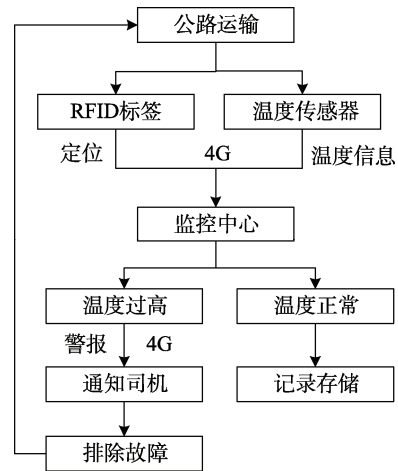 公路运输
RFID标签
温度传感器
定位
4G
温度信息
监控中心
温度过高
温度正常
警报
4G
通知司机
记录存储
排除故障